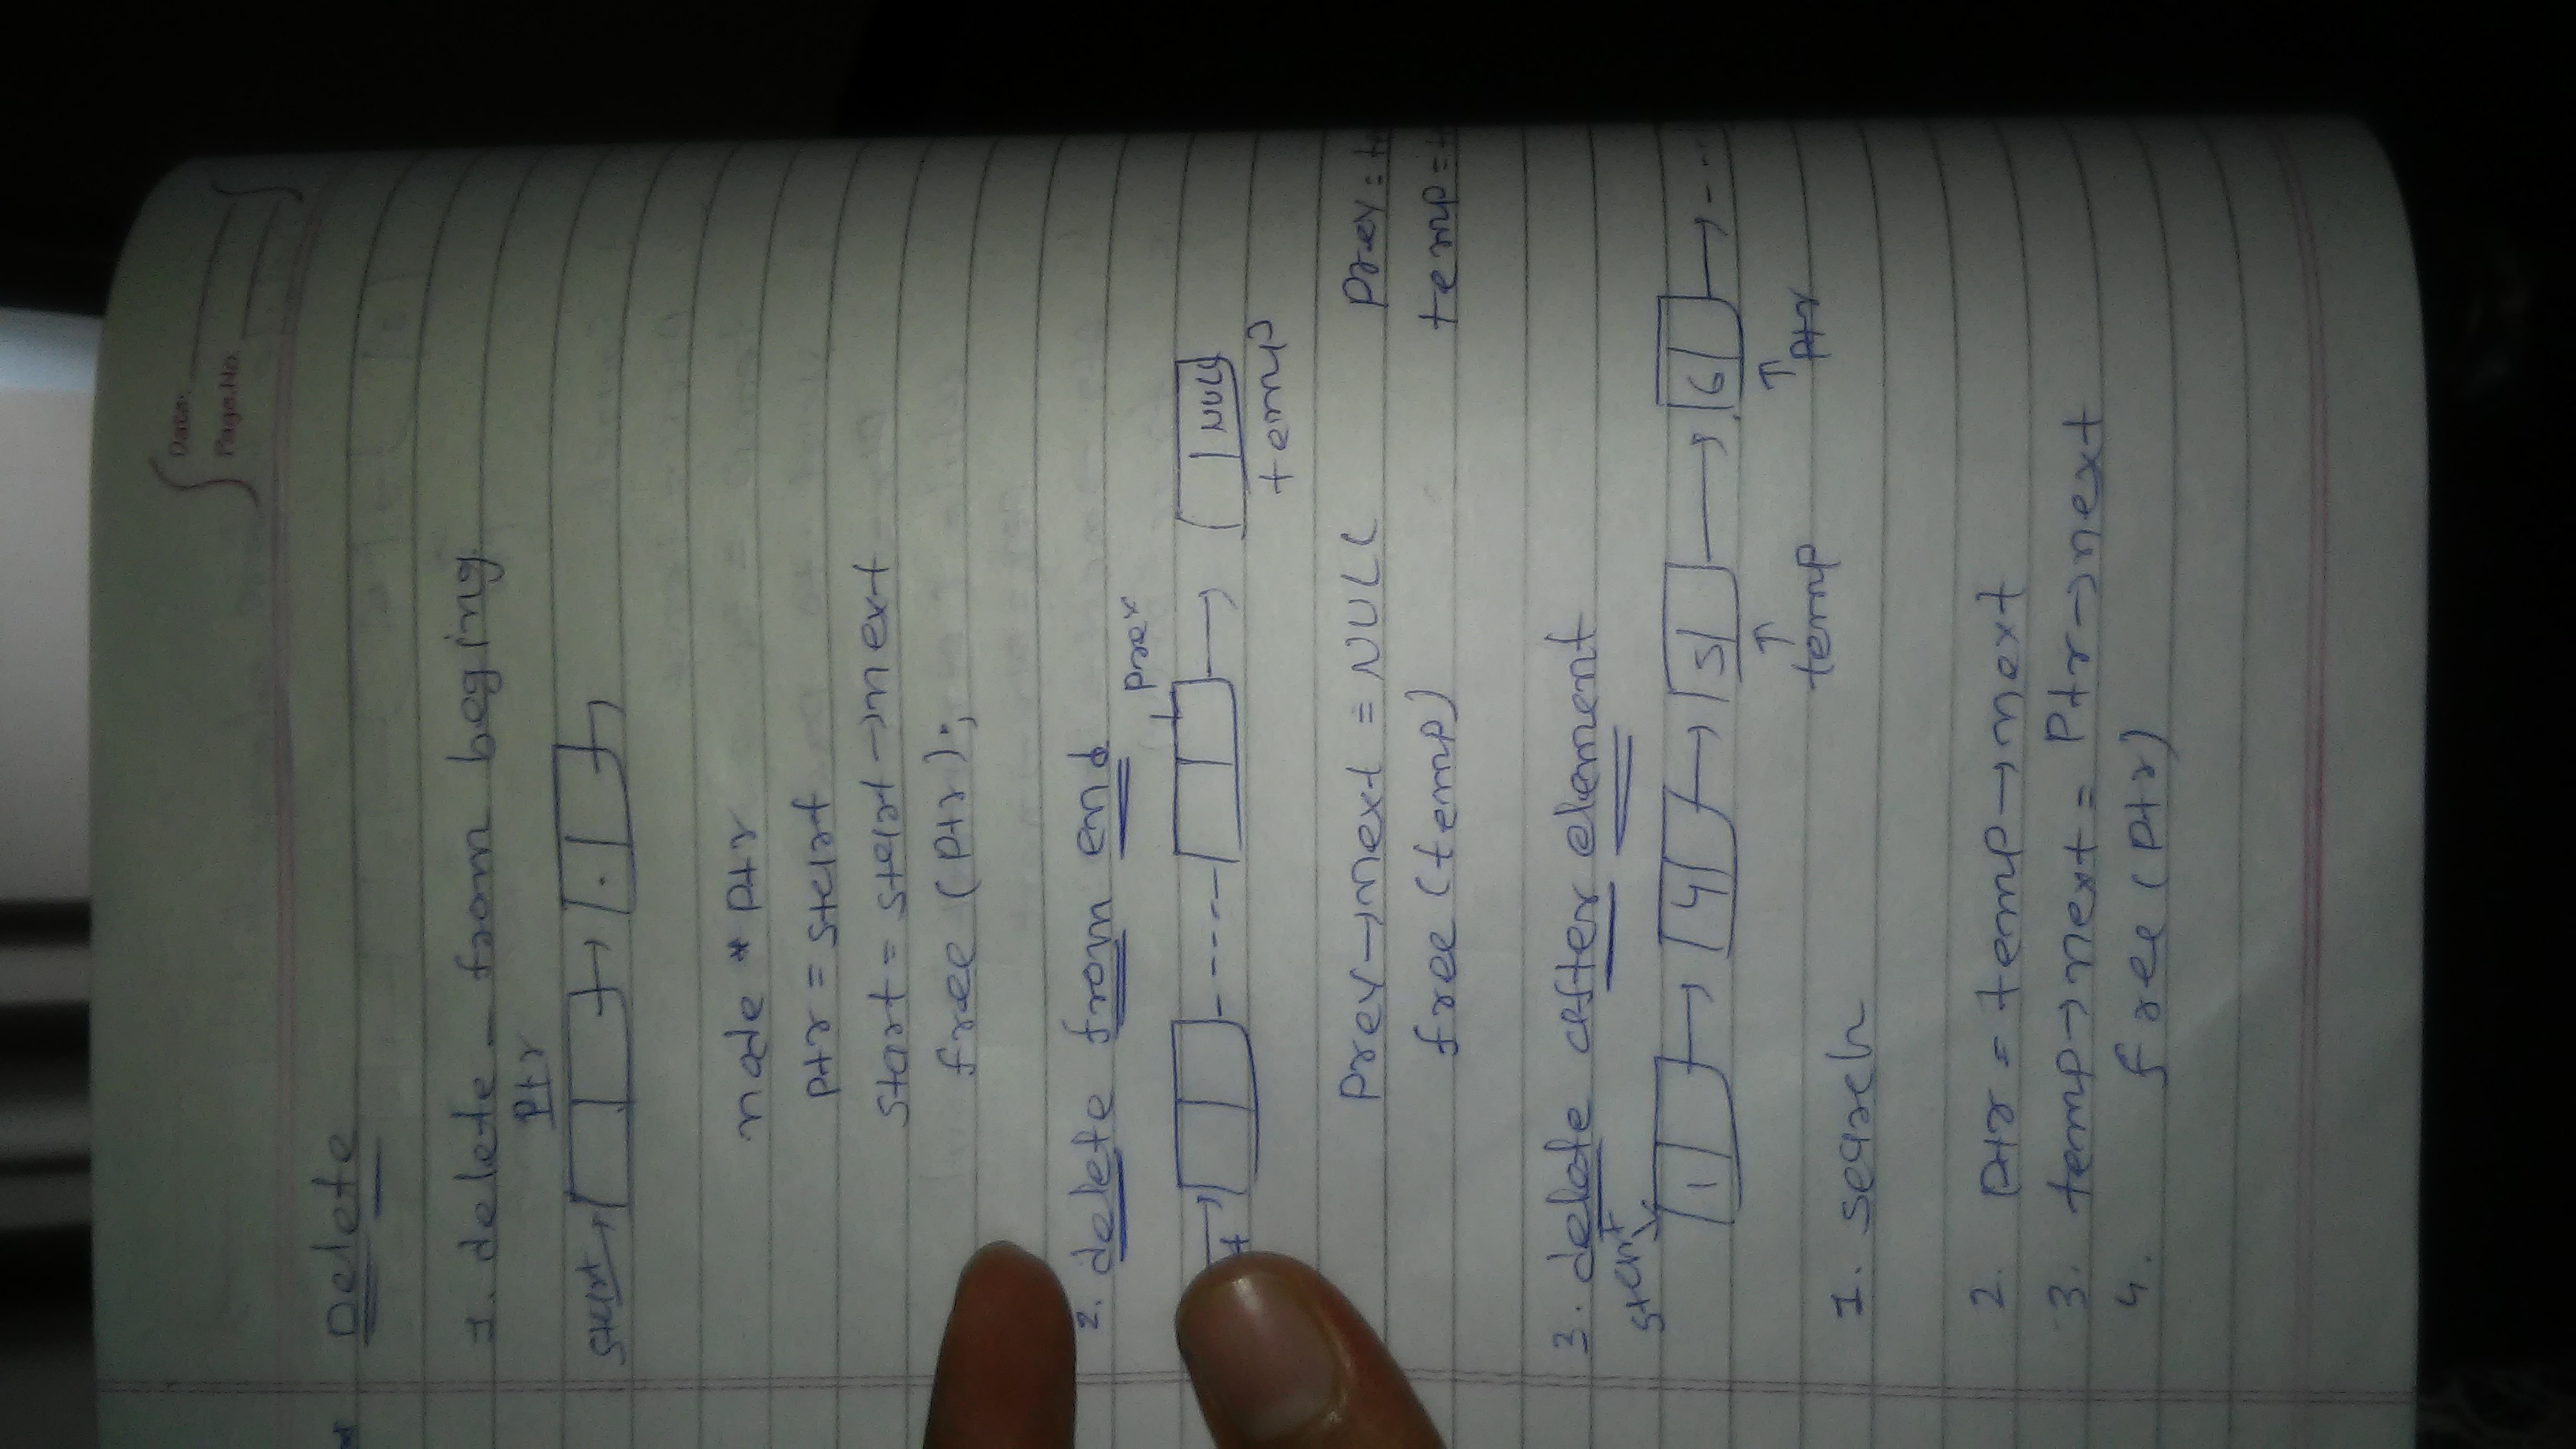 Date:
Page.No.
Delete
1. delete - from beging
ptr
start
node * ptr
ptr = start
start = start→next
free (ptr);
2. delete from end
prev
NULL
temp
prev→next = NULL
prev =
free (temp)
temp =
3. delete after element
start
1 4 5 6
temp
ptr
1. search
2. ptr = temp→next
3. temp→next = ptr→next
4. free (ptr)